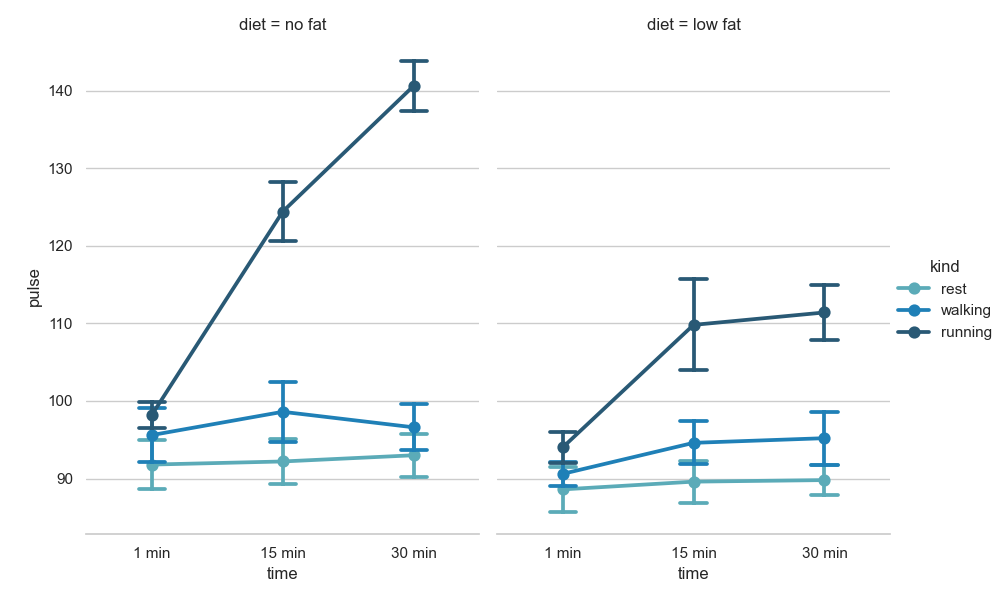 diet = no fat
diet = low fat
140
130
120
110
100
90
pulse
1 min
15 min
30 min
time
1 min
15 min
30 min
time
kind
rest
walking
running